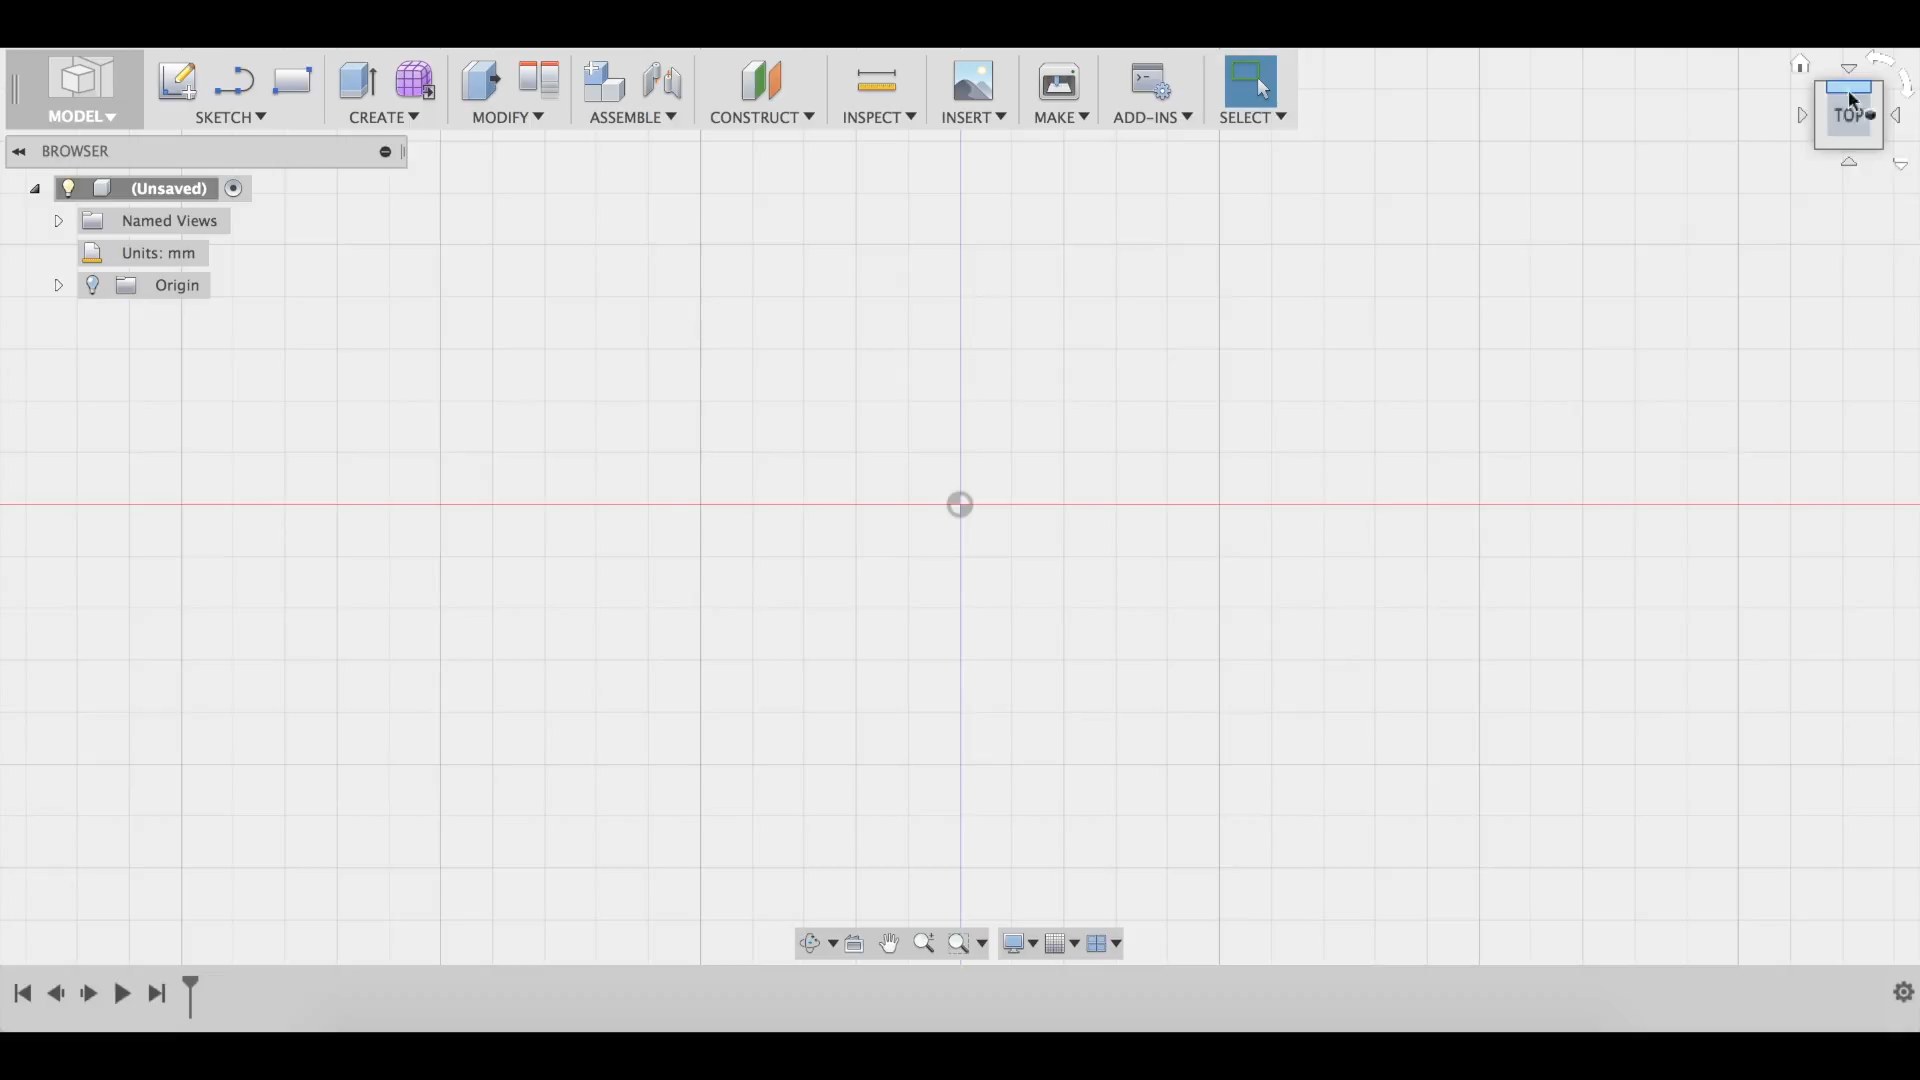 MODEL
SKETCH
CREATE
MODIFY
ASSEMBLE
CONSTRUCT
INSPECT
INSERT
MAKE
ADD-INS
SELECT
TOP
BROWSER
(Unsaved)
Named Views
Units: mm
Origin